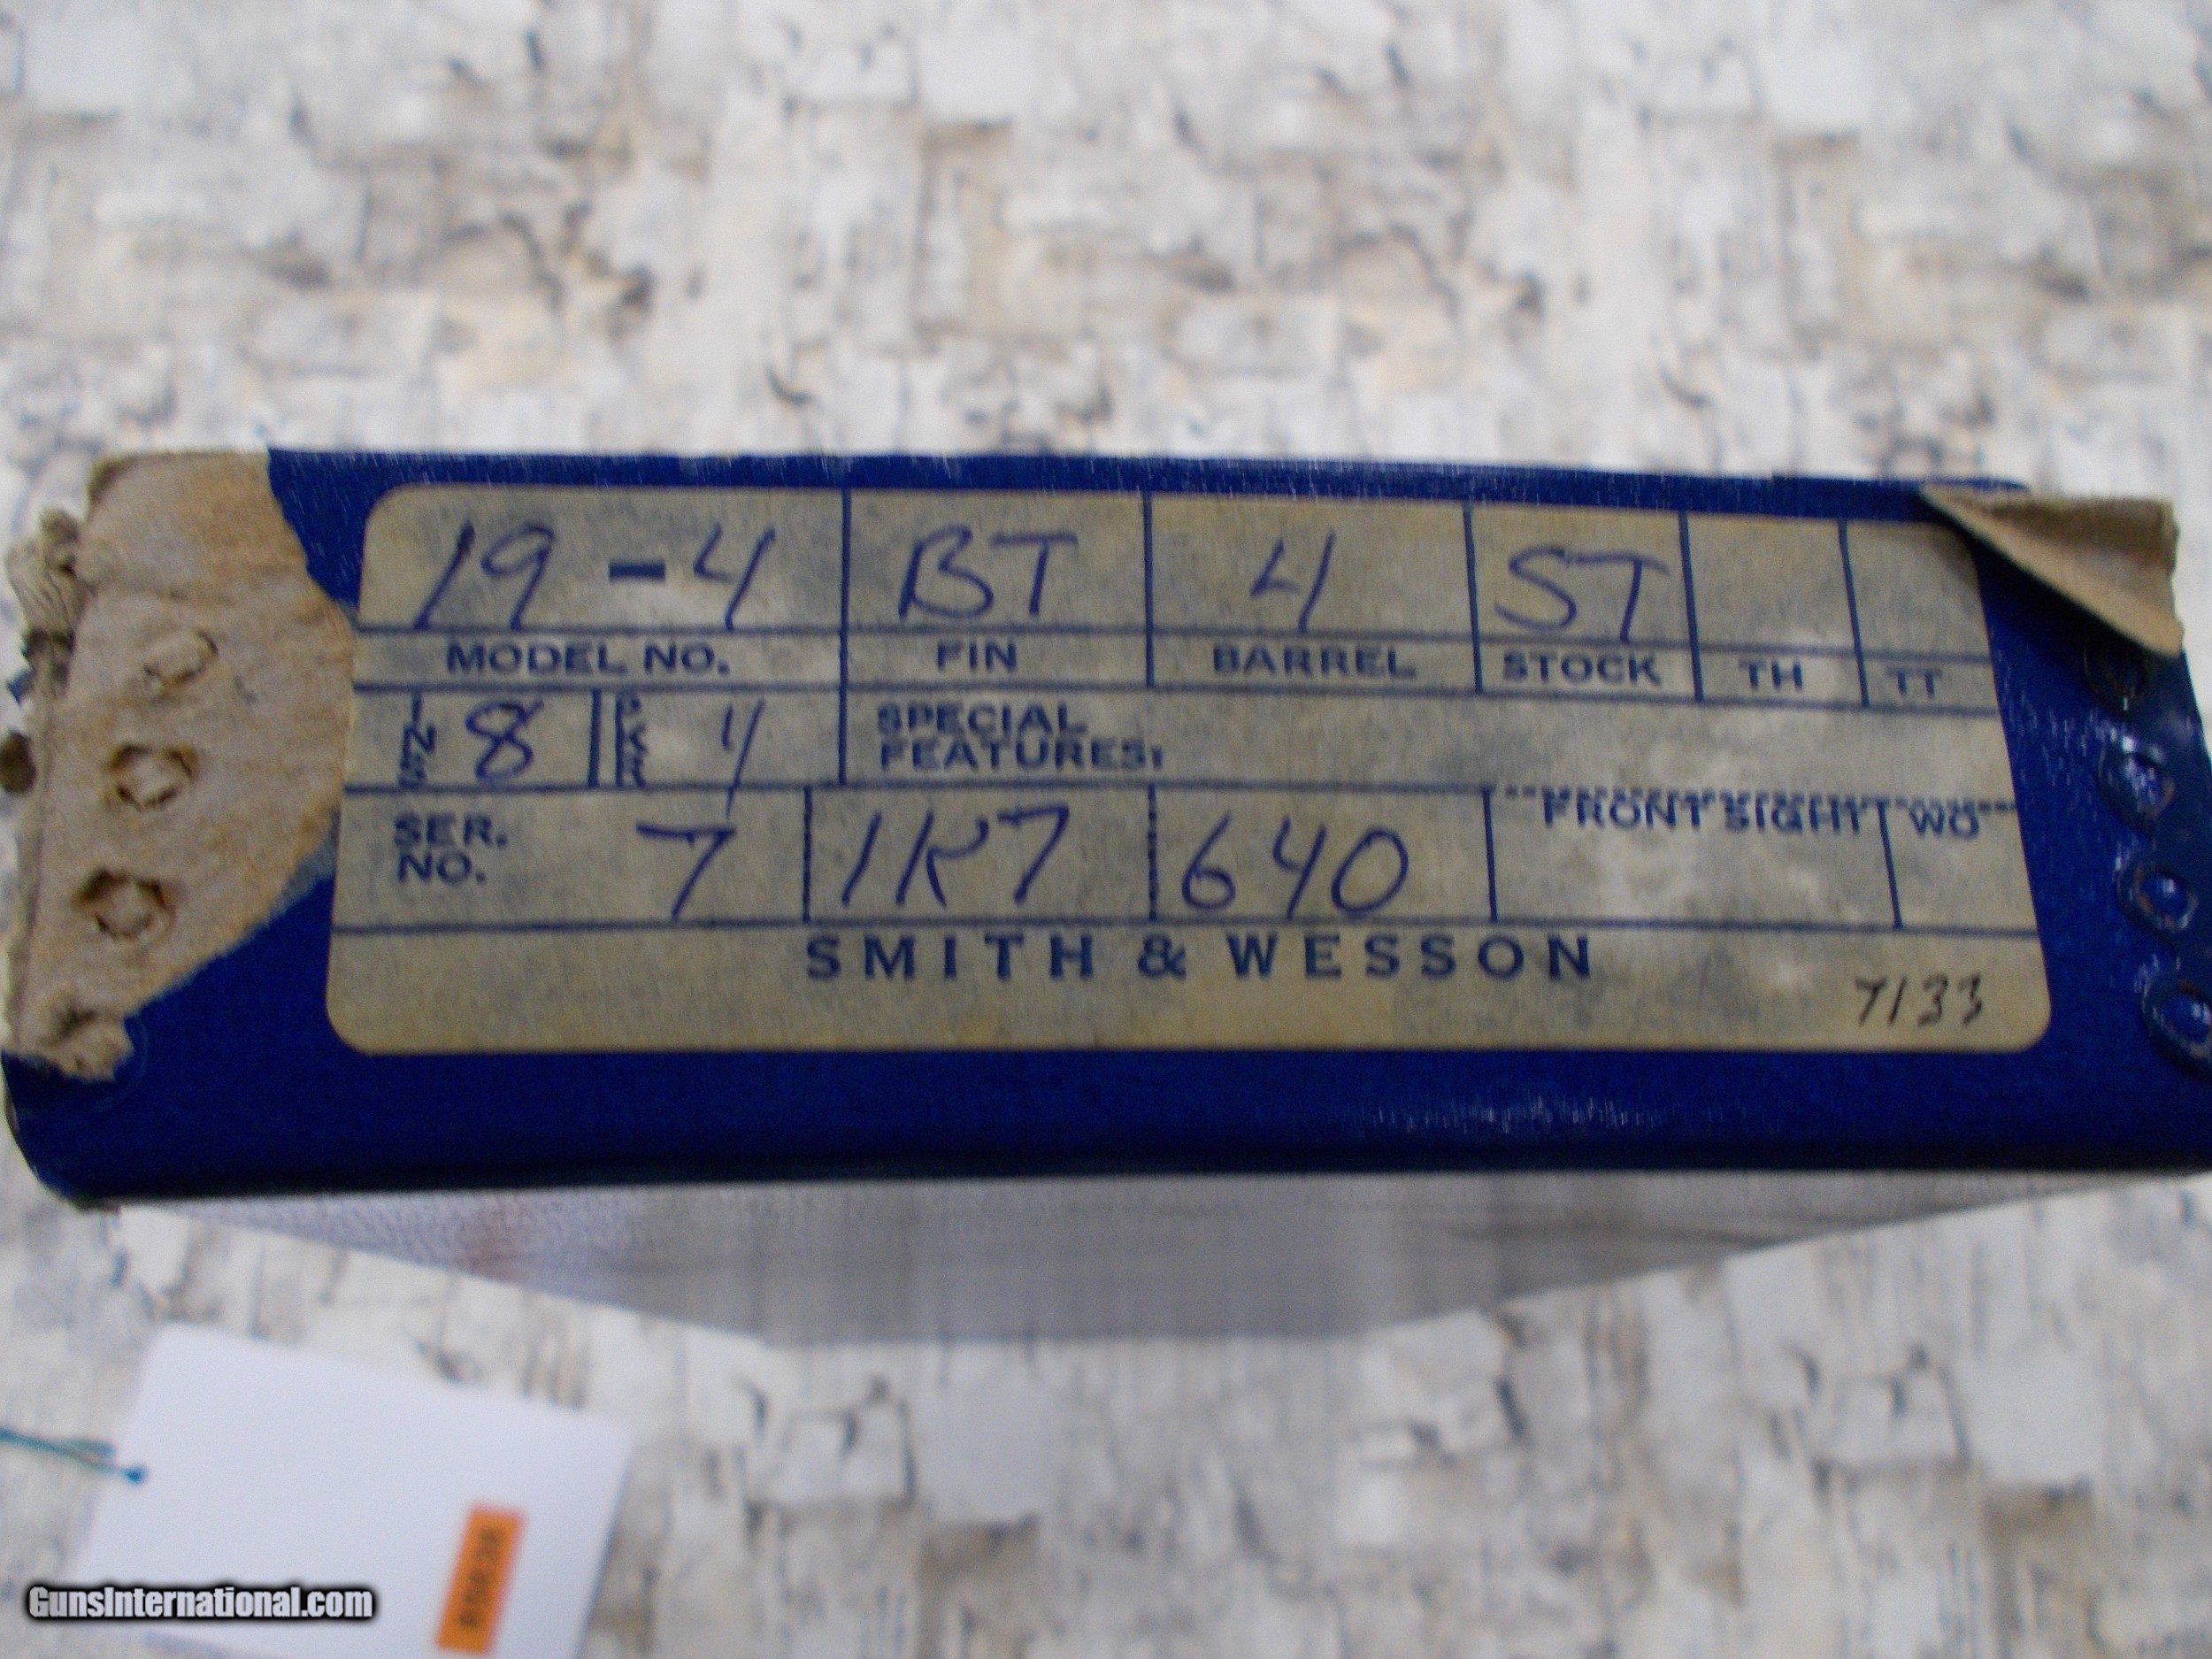 19-4 BT 4 ST
MODEL NO. FIN BARREL STOCK TH TT
INES 8 PKR 4 SPECIAL
FEATURES:
SER.
NO. 7 1K7 640 FRONT SIGHT WO
SMITH & WESSON
7133
GunsInternational.com